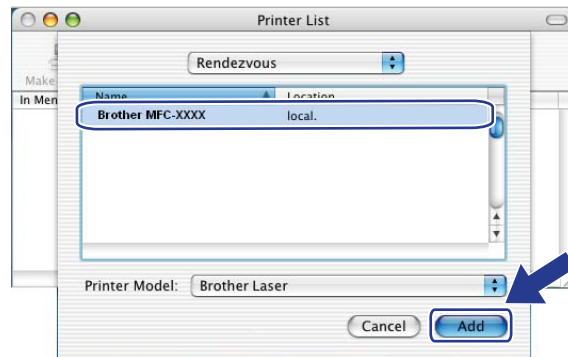 Printer List
Rendezvous
Make
In Men
Name Location
Brother MFC-XXXX local.
Printer Model: Brother Laser
Cancel Add